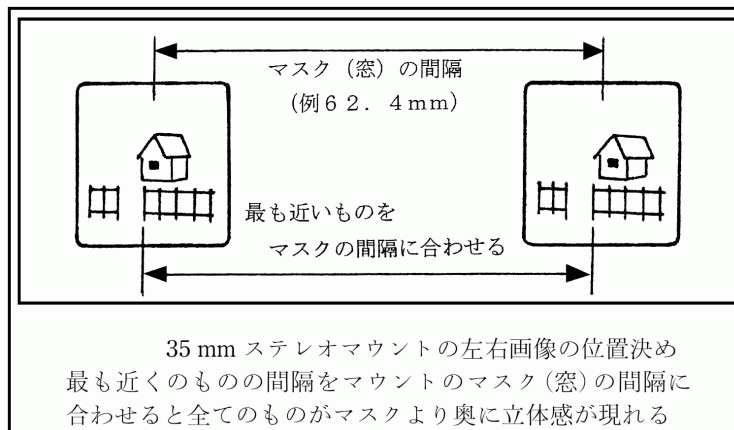 マスク（窓）の間隔
（例６２．４mm）
最も近いものを
マスクの間隔に合わせる
35 mm ステレオマウントの左右画像の位置決め
最も近くのものの間隔をマウントのマスク（窓）の間隔に
合わせると全てのものがマスクより奥に立体感が現れる